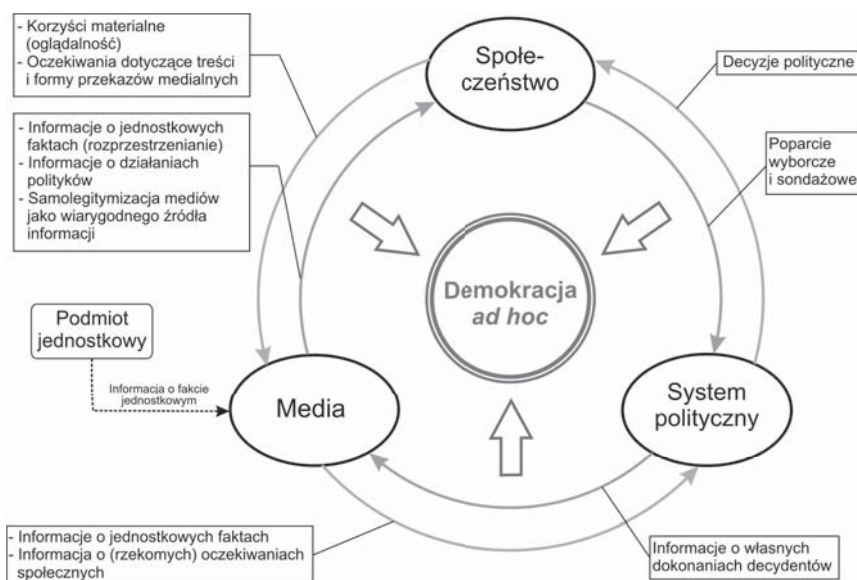 - Korzyści materialne
(oglądalność)
- Oczekiwania dotyczące treści
i formy przekazów medialnych
Społe-
czeństwo
Decyzje polityczne
- Informacje o jednostkowych
faktach (rozprzestrzenianie)
- Informacje o działaniach
polityków
- Samolegitymizacja mediów
jako wiarygodnego źródła
informacji
Poparcie
wyborcze
i sondażowe
Demokracja
ad hoc
Podmiot
jednostkowy
Informacja o fakcie
jednostkowym
Media
System
polityczny
- Informacje o jednostkowych faktach
- Informacja o (rzekomych) oczekiwaniach
społecznych
Informacje o własnych
dokonaniach decydentów